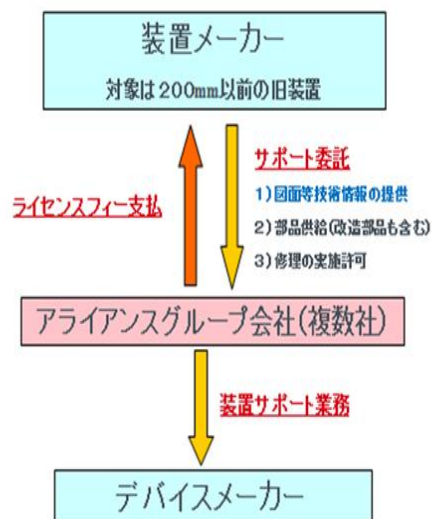 装置メーカー
対象は200mm以前の旧装置
サポート委託
1)図面等技術情報の提供
ライセンスフィー支払
2)部品供給(改造部品も含む)
3)修理の実施許可
アライアンスグループ会社(複数社)
装置サポート業務
デバイスメーカー